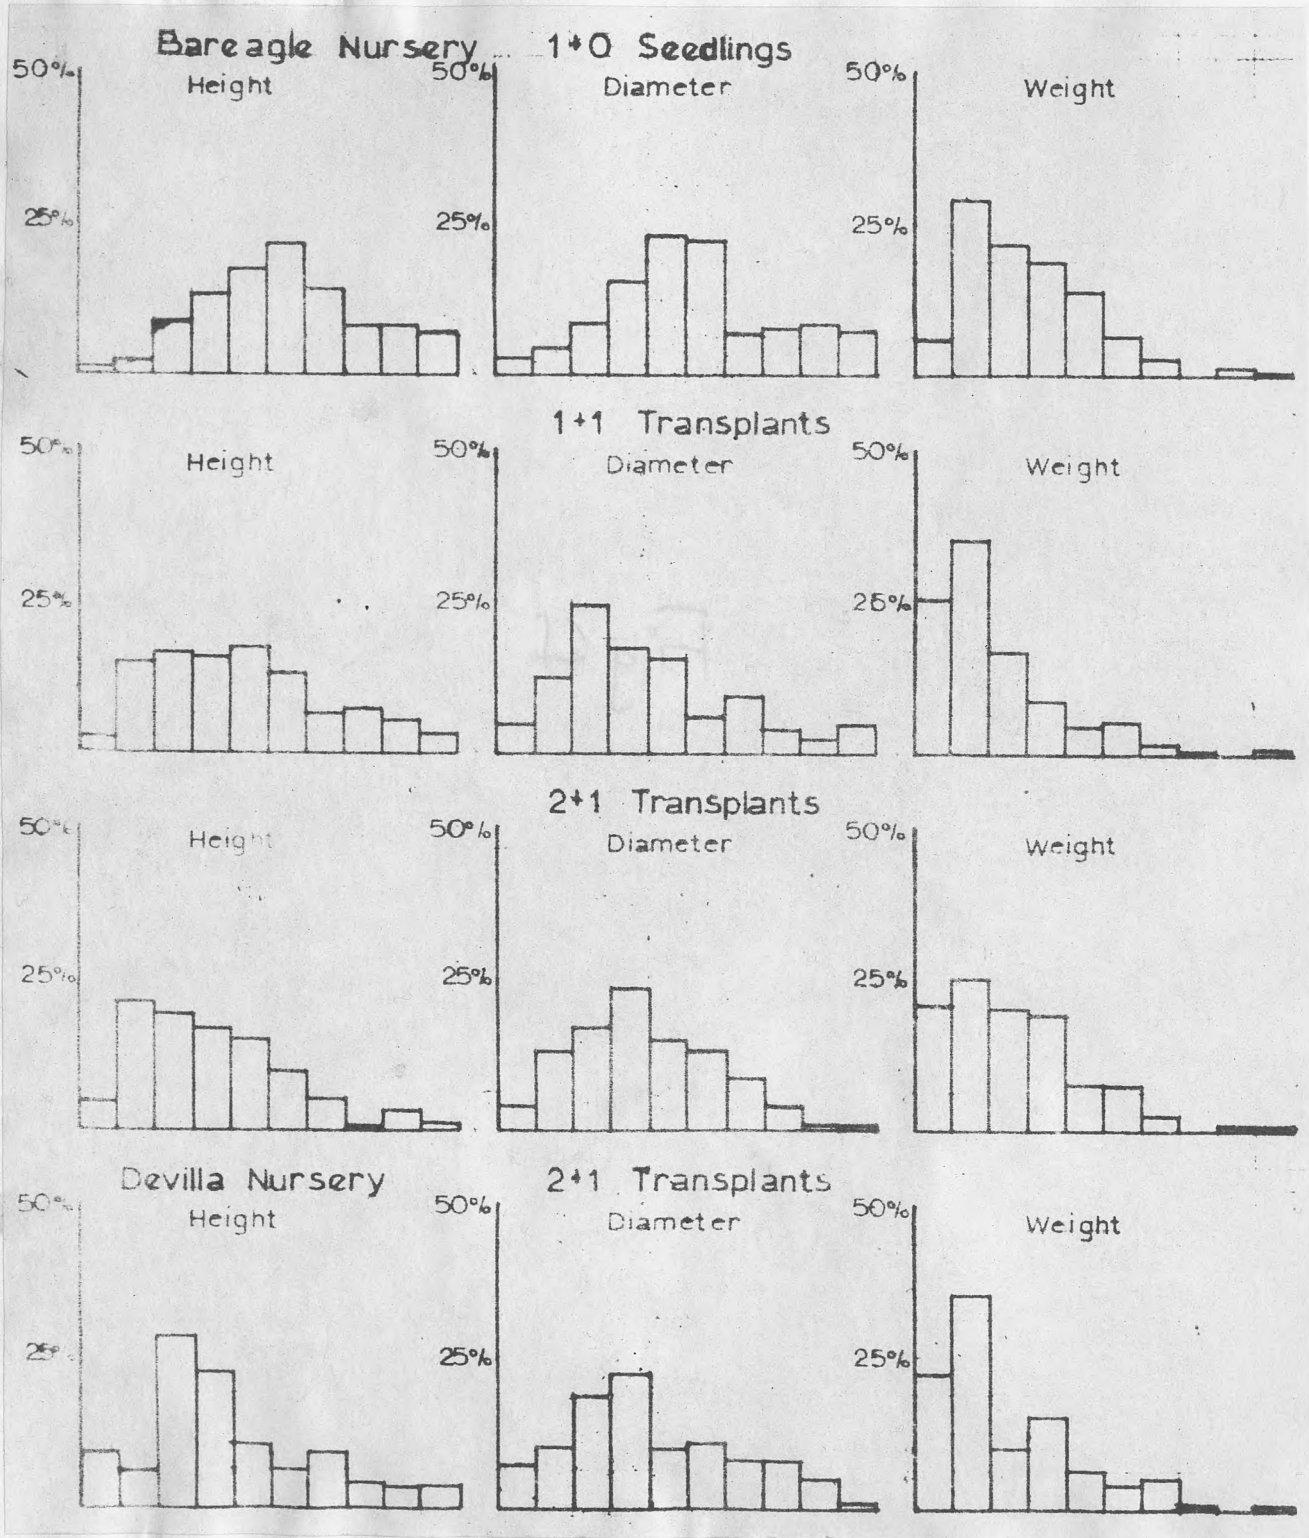 Bareagle Nursery 1+0 Seedlings
50% 50% 50%
Height Diameter Weight
25% 25% 25%
1+1 Transplants
50% 50% 50%
Height Diameter Weight
25% 25% 25%
2+1 Transplants
50% 50% 50%
Height Diameter Weight
25% 25% 25%
Devilla Nursery 2+1 Transplants
50% 50% 50%
Height Diameter Weight
25% 25% 25%